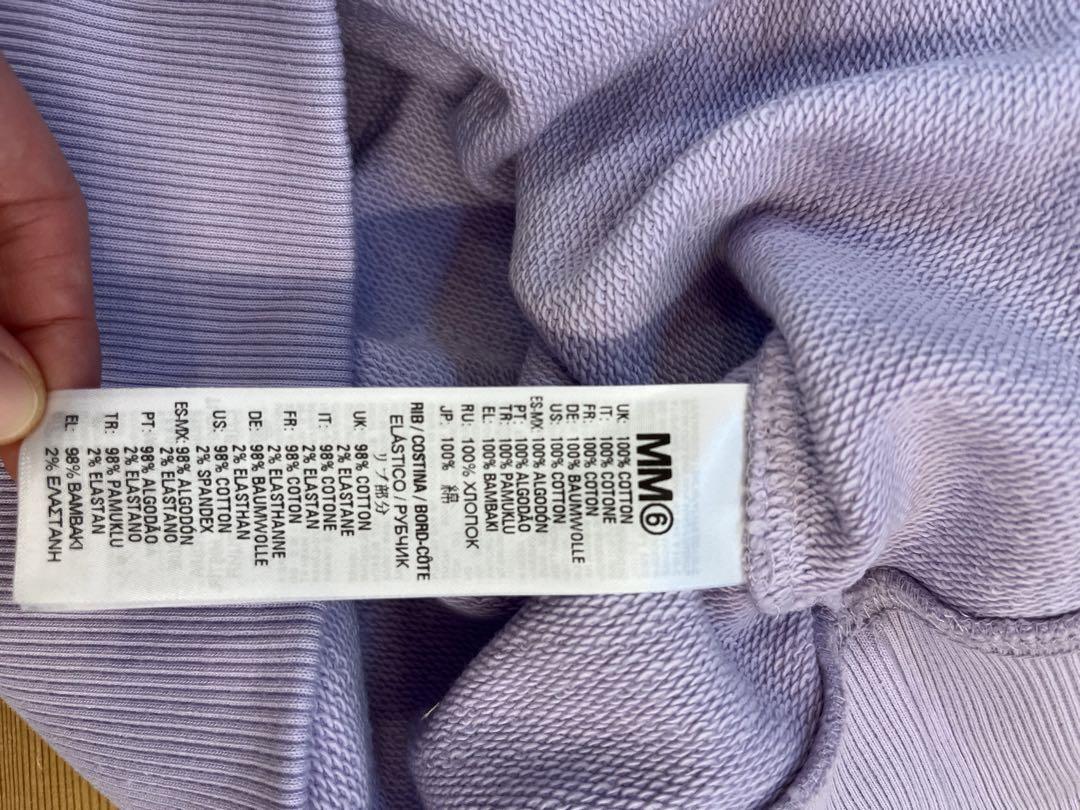 MM⑥
UK: 100% COTTON
IT: 100% COTONE
FR: 100% COTON
DE: 100% BAUMWOLLE
US: 100% COTTON
ES-MX: 100% ALGODÓN
PT: 100% ALGODÃO
TR: 100% PAMUKLU
EL: 100% BAMBAKI
RU: 100% ХЛОПОК
JP: 100% 綿
RIB / COSTINA / BORD-CÔTE
ELÁSTICO / РУБЧИК
リブ部分
UK: 98% COTTON
2% ELASTANE
IT: 98% COTONE
2% ELASTAN
FR: 98% COTON
2% ELASTHANNE
DE: 98% BAUMWOLLE
2% ELASTHAN
US: 98% COTTON
2% SPANDEX
ES-MX: 98% ALGODÓN
2% ELASTANO
PT: 98% ALGODÃO
2% ELASTANO
TR: 98% PAMUKLU
2% ELASTAN
EL: 98% BAMBAKI
2% ΕΛΑΣΤΑΝΗ